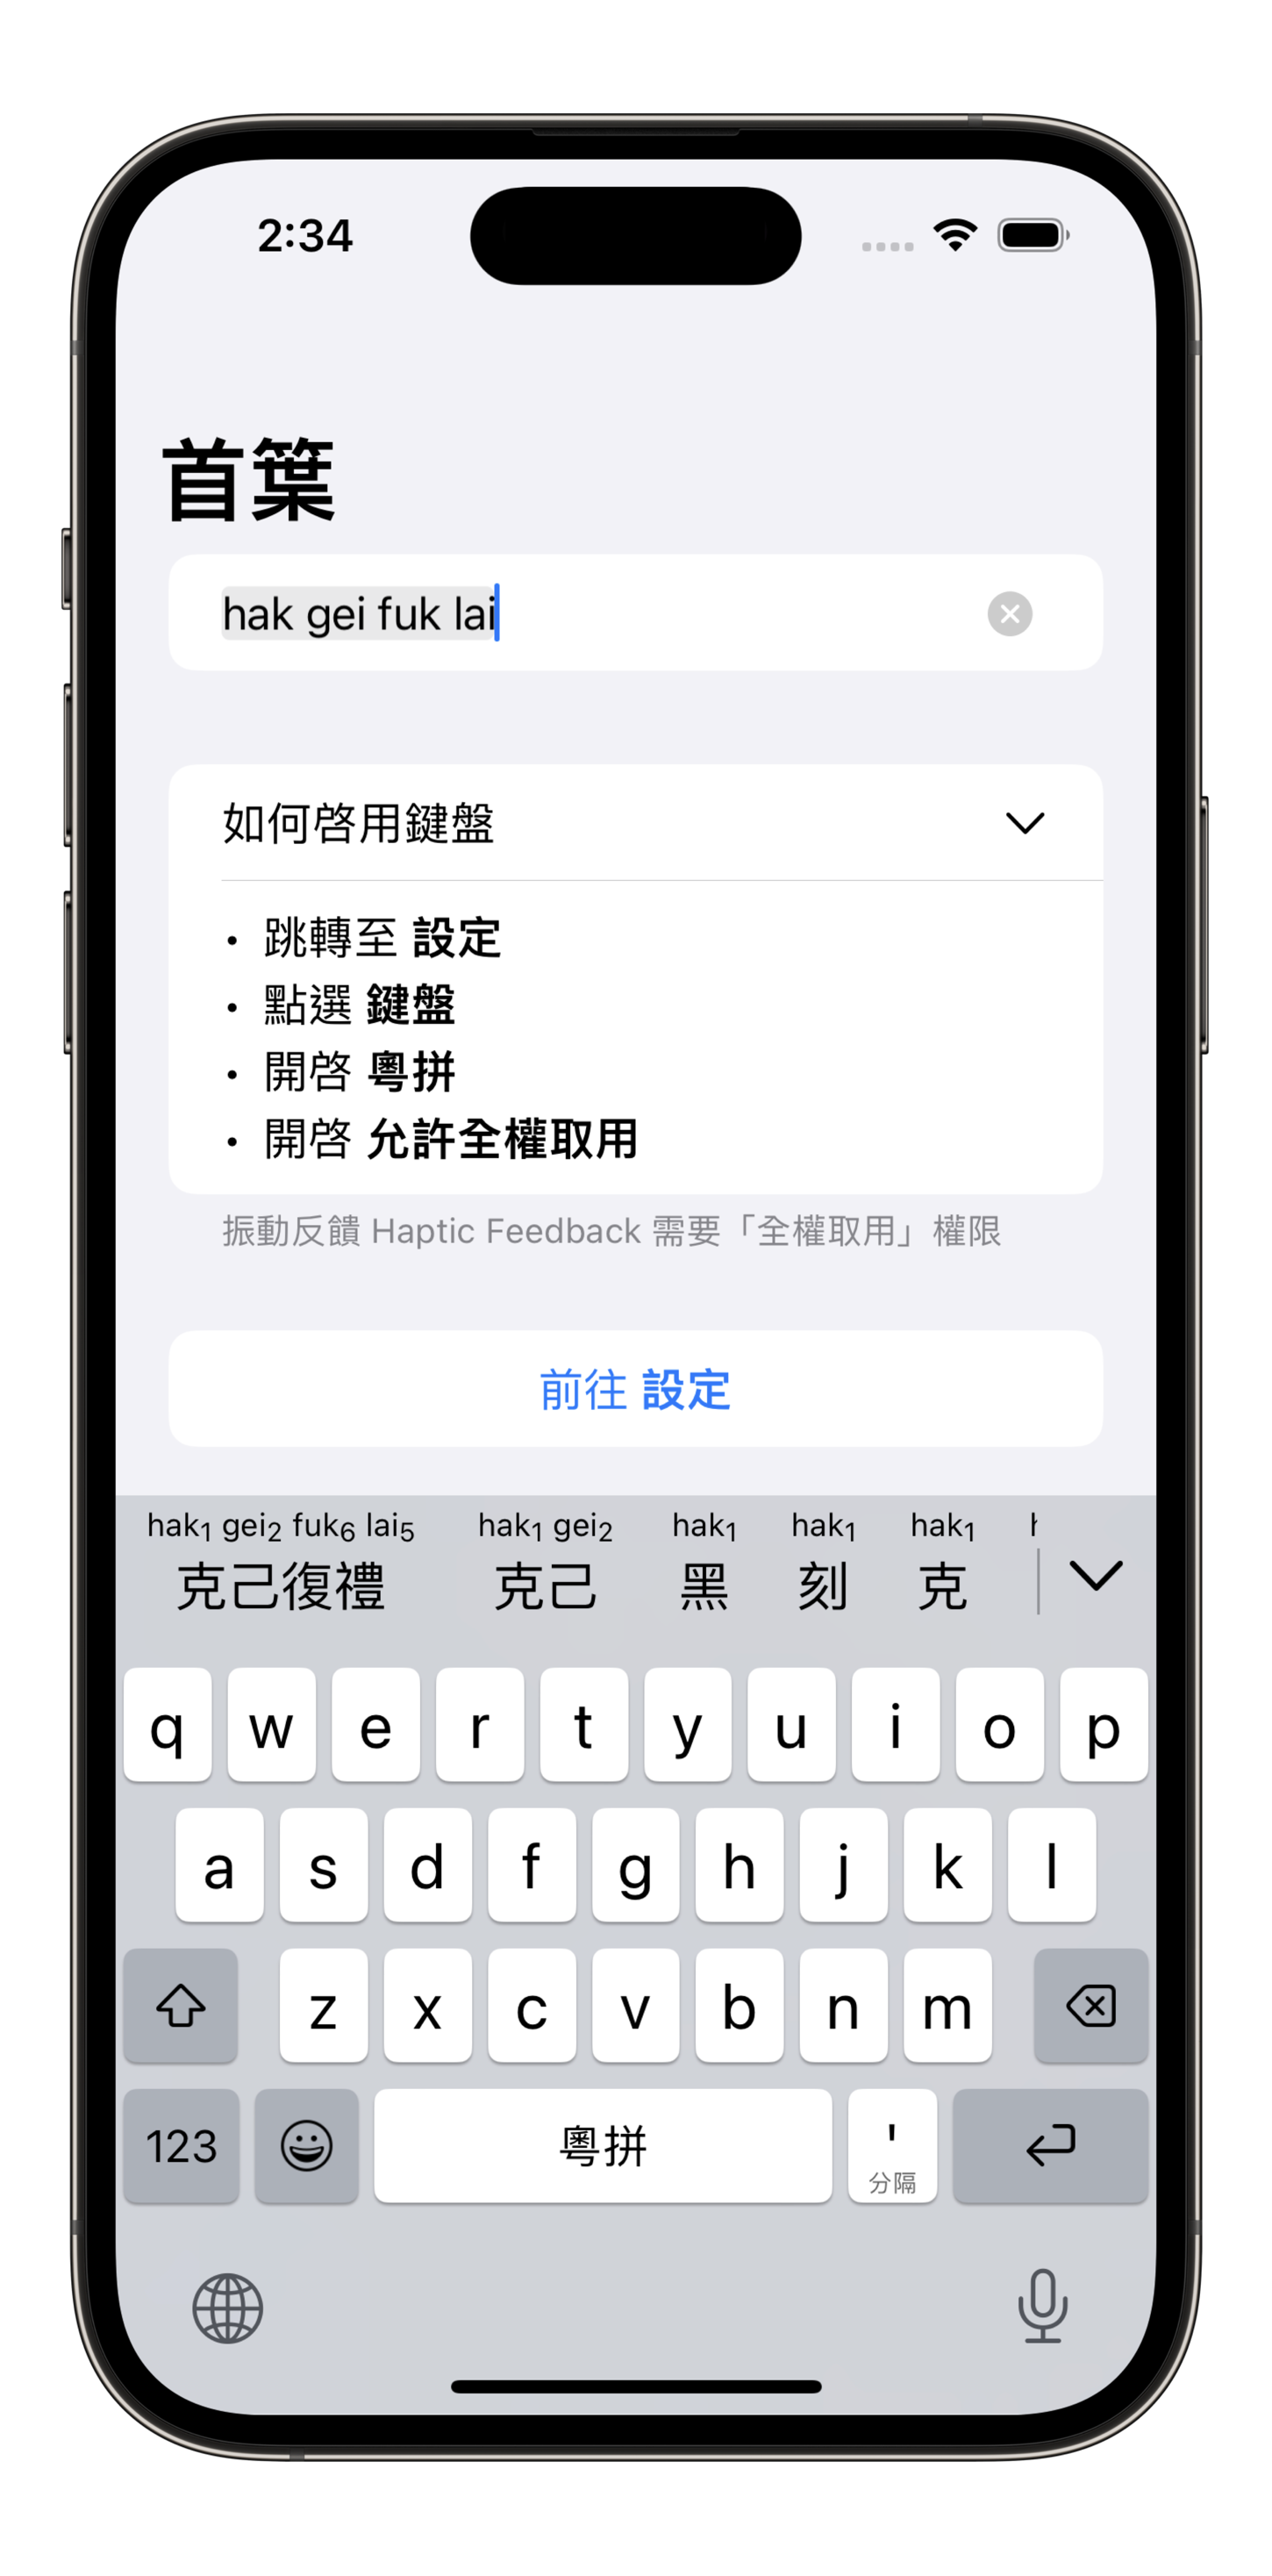 2:34
首葉
hak gei fuk lai
如何啓用鍵盤
• 跳轉至 設定
• 點選 鍵盤
• 開啓 粵拼
• 開啓 允許全權取用
振動反饋 Haptic Feedback 需要「全權取用」權限
前往 設定
hak1 gei2 fuk6 lai5 hak1 gei2 hak1 hak1 hak1
克己復禮 克己 黑 刻 克
q w e r t y u i o p
a s d f g h j k l
z x c v b n m
123 粵拼 '
分隔